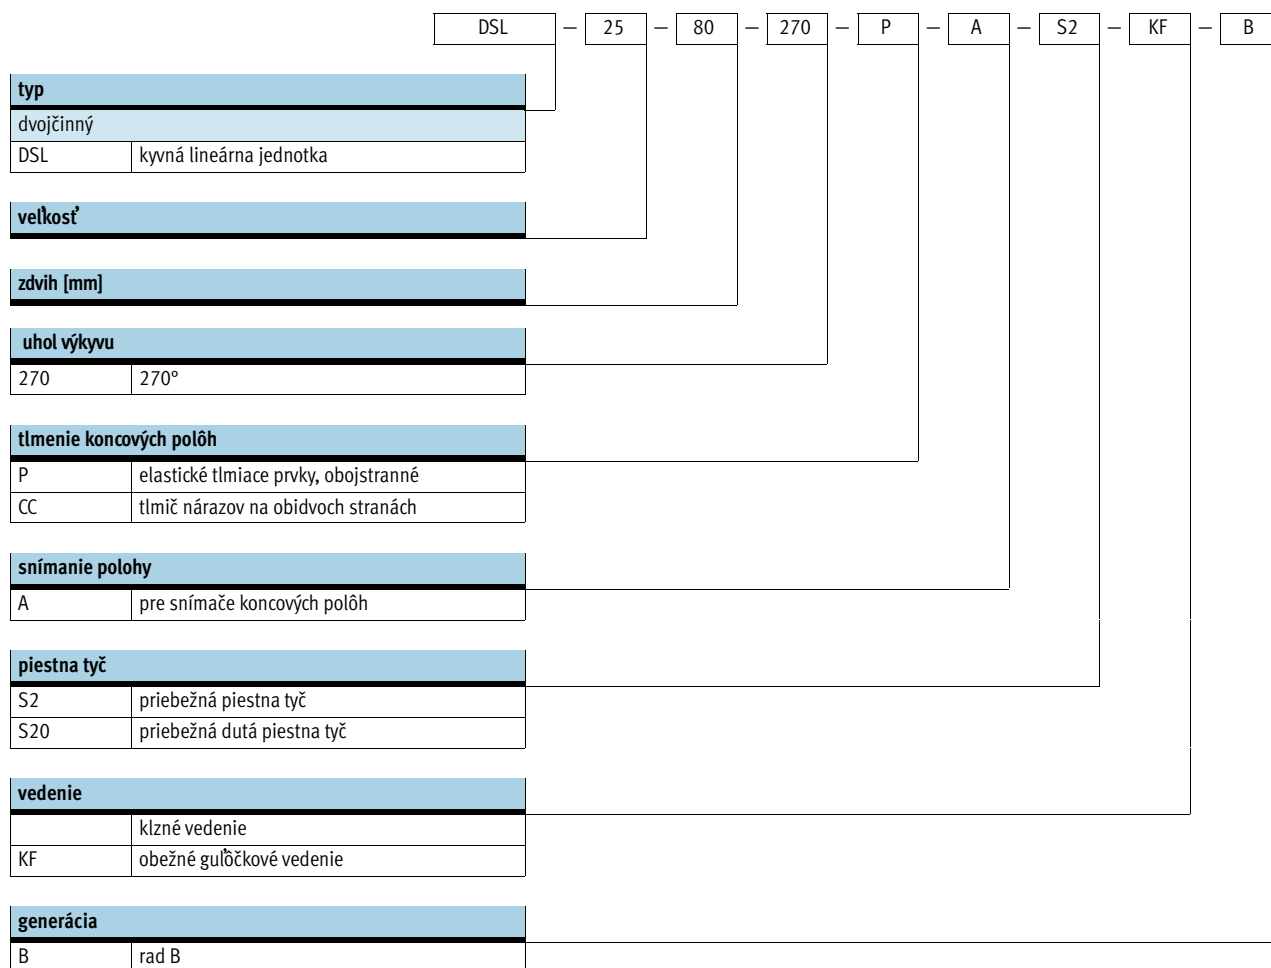 DSL – 25 – 80 – 270 – P – A – S2 – KF – B
typ
dvojčinný
DSL kyvná lineárna jednotka
veľkosť
zdvih [mm]
uhol výkyvu
270 270°
tlmenie koncových polôh
P elastické tlmiace prvky, obojstranné
CC tlmič nárazov na obidvoch stranách
snímanie polohy
A pre snímače koncových polôh
piestna tyč
S2 priebežná piestna tyč
S20 priebežná dutá piestna tyč
vedenie
klzné vedenie
KF obežné guľôčkové vedenie
generácia
B rad B